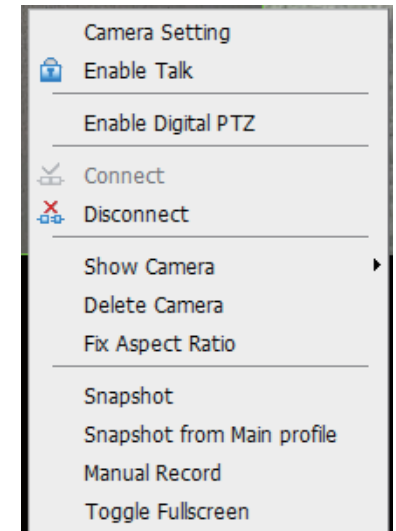 Camera Setting
Enable Talk
Enable Digital PTZ
Connect
Disconnect
Show Camera
Delete Camera
Fix Aspect Ratio
Snapshot
Snapshot from Main profile
Manual Record
Toggle Fullscreen